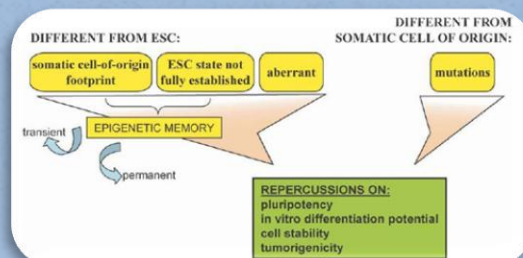 DIFFERENT FROM ESC:
DIFFERENT FROM
SOMATIC CELL OF ORIGIN:
somatic cell-of-origin
footprint
ESC state not
fully established
aberrant
mutations
EPIGENETIC MEMORY
transient
permanent
REPERCUSSIONS ON:
pluripotency
in vitro differentiation potential
cell stability
tumorigenicity